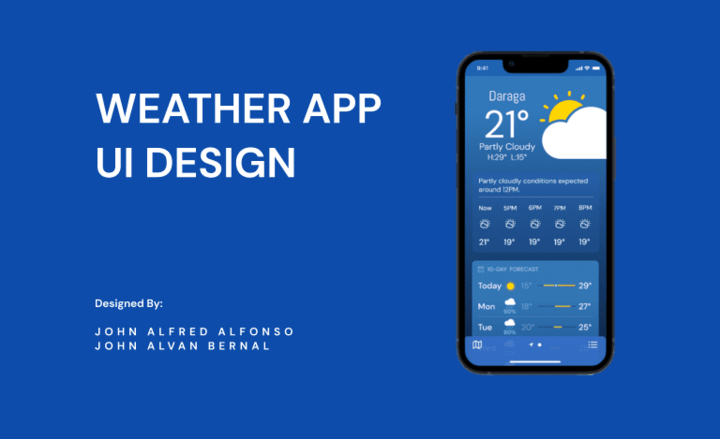 WEATHER APP
UI DESIGN
Designed By:
JOHN ALFRED ALFONSO
JOHN ALVAN BERNAL
9:41
Daraga
21°
Partly Cloudy
H:29° L:15°
Partly cloudly conditions expected
around 12PM.
Now 5PM 6PM 7PM 8PM
21° 19° 19° 19° 19°
10-DAY FORECAST
Today 15° 29°
Mon 18° 27°
50%
Tue 20° 25°
80%